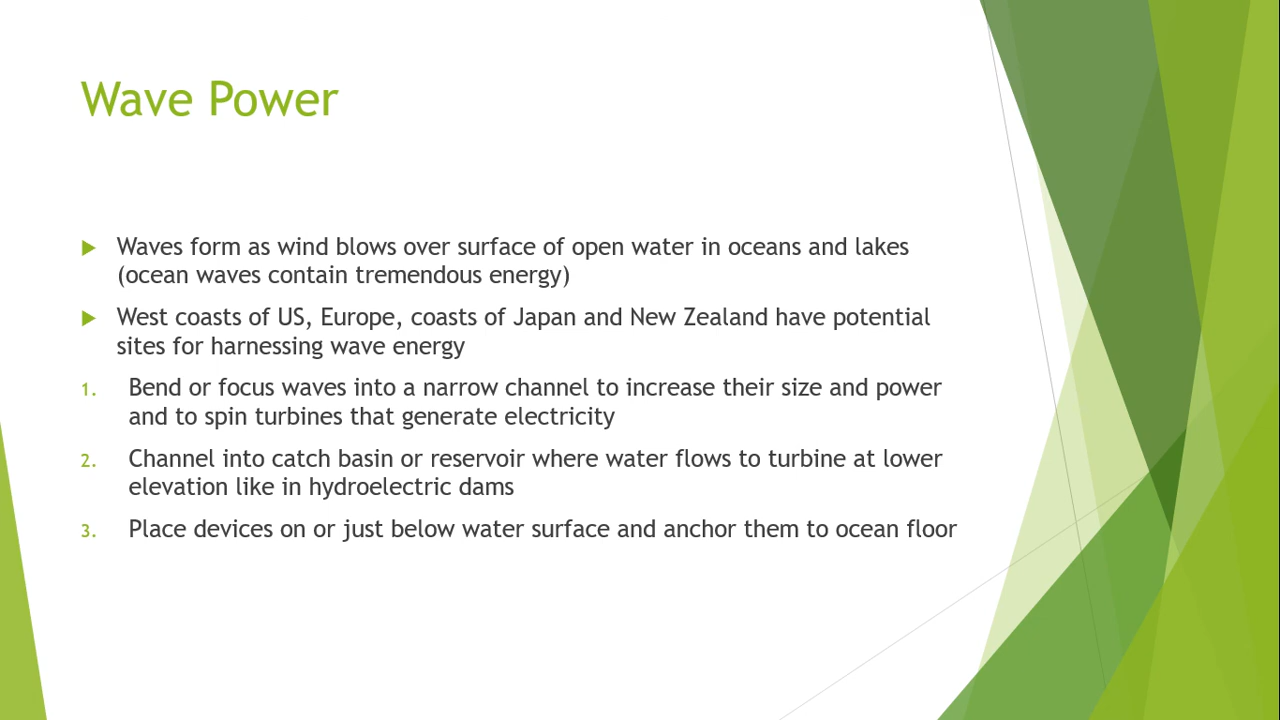 Wave Power
Waves form as wind blows over surface of open water in oceans and lakes
(ocean waves contain tremendous energy)
West coasts of US, Europe, coasts of Japan and New Zealand have potential
sites for harnessing wave energy
1. Bend or focus waves into a narrow channel to increase their size and power
and to spin turbines that generate electricity
2. Channel into catch basin or reservoir where water flows to turbine at lower
elevation like in hydroelectric dams
3. Place devices on or just below water surface and anchor them to ocean floor